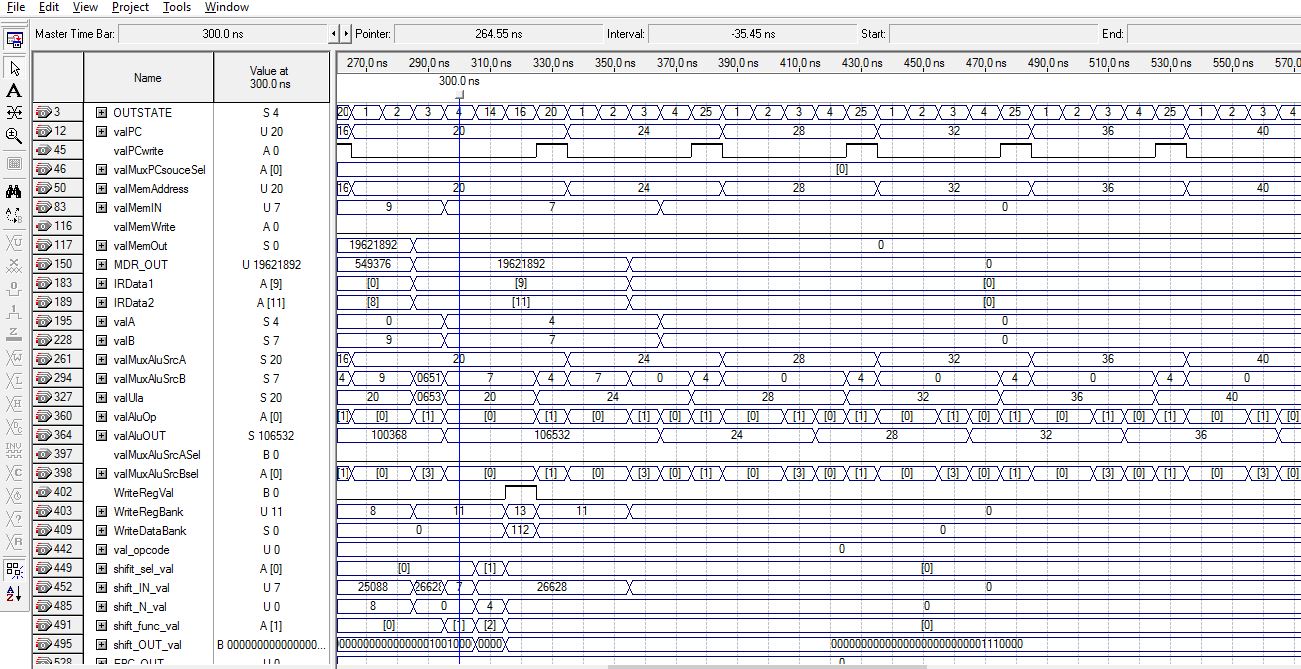 File Edit View Project Tools Window
Master Time Bar: 300.0 ns Pointer: 264.55 ns Interval: -35.45 ns Start: End:
Name Value at 300.0 ns 270.0 ns 290.0 ns 310.0 ns 330.0 ns 350.0 ns 370.0 ns 390.0 ns 410.0 ns 430.0 ns 450.0 ns 470.0 ns 490.0 ns 510.0 ns 530.0 ns 550.0 ns 570.0
300.0 ns
3 OUTSTATE S 4 20 1 2 3 4 14 16 20 1 2 3 4 25 1 2 3 4 25 1 2 3 4 25 1 2 3 4 25 1 2 3 4 25 1 2 3 4
12 valPC U 20 16 20 24 28 32 36 40
45 valPCwrite A 0
46 valMuxPCsouceSel A [0] [0]
50 valMemAddress U 20 16 20 24 28 32 36 40
83 valMemIN U 7 9 7 0
116 valMemWrite A 0
117 valMemOut S 0 19621892 0
150 MDR_OUT U 19621892 549376 19621892 0
183 IRData1 A [9] [0] [9] [0]
189 IRData2 A [11] [8] [11] [0]
195 valA S 4 0 4 0
228 valB S 7 9 7 0
261 valMuxAluSrcA S 20 16 20 24 28 32 36 40
294 valMuxAluSrcB S 7 4 9 0651 7 4 7 0 4 0 4 0 4 0 4 0
327 valUla S 20 20 0653 20 24 28 32 36 40
360 valAluOp A [0] [1] [0] [1] [0] [1] [0] [1] [0] [1] [0] [1] [0] [1] [0] [1] [0] [1] [0] [1] [0] [1] [0] [1] [0]
364 valAluOUT S 106532 100368 106532 24 28 32 36
397 valMuxAluSrcASel B 0
398 valMuxAluSrcBsel A [0] [1] [0] [3] [0] [1] [0] [3] [0] [1] [0] [3] [0] [1] [0] [3] [0] [1] [0] [3] [0] [1] [0] [3] [0]
402 WriteRegVal B 0
403 WriteRegBank U 11 8 11 13 11 0
409 WriteDataBank S 0 0 112 0
442 val_opcode U 0 0
449 shifit_sel_val A [0] [0] [1] [0]
452 shift_IN_val U 7 25088 2662 7 26628 0
485 shift_N_val U 0 8 0 4 0
491 shift_func_val A [1] [0] [1] [2] [0]
495 shift_OUT_val B 000000000000000... 0000 00000000000000000000000001110000
528 EPC_OUT U 0 0